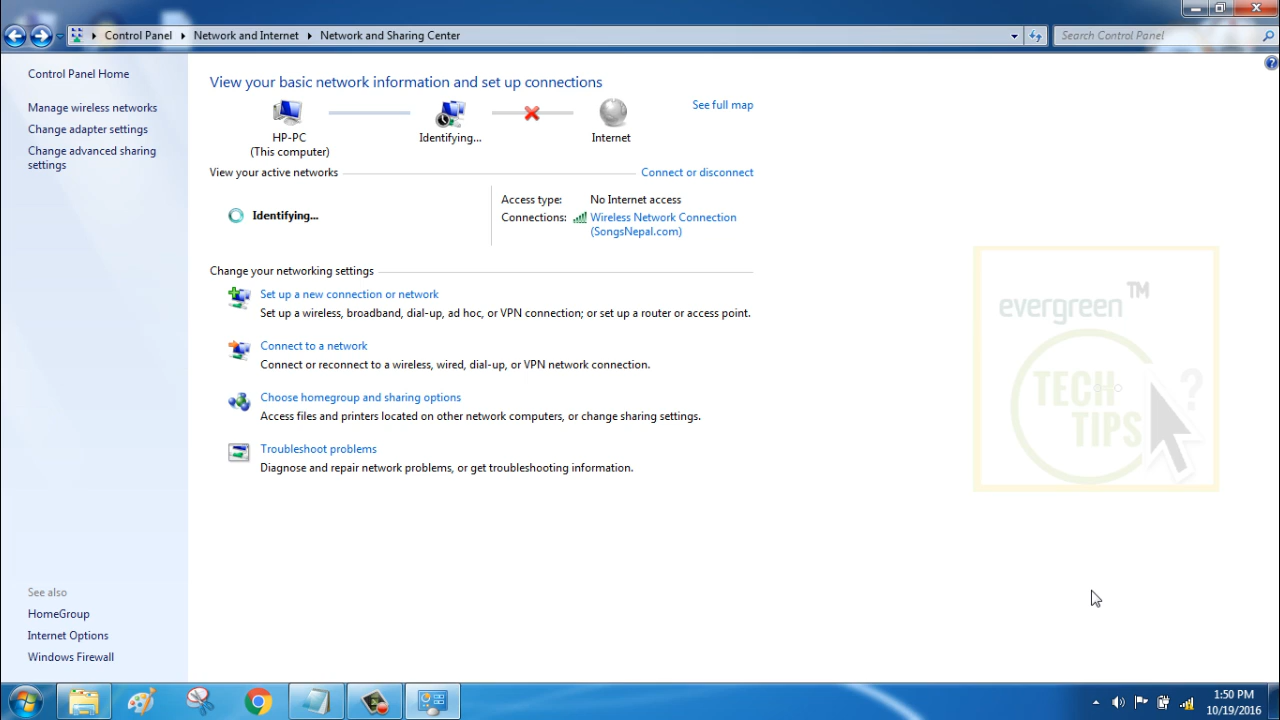 Control Panel
Network and Internet
Network and Sharing Center
Search Control Panel
Control Panel Home
Manage wireless networks
Change adapter settings
Change advanced sharing
settings
See also
HomeGroup
Internet Options
Windows Firewall
View your basic network information and set up connections
See full map
HP-PC
(This computer)
Identifying...
Internet
View your active networks
Connect or disconnect
Identifying...
Access type: No Internet access
Connections: Wireless Network Connection
(SongsNepal.com)
Change your networking settings
Set up a new connection or network
Set up a wireless, broadband, dial-up, ad hoc, or VPN connection; or set up a router or access point.
Connect to a network
Connect or reconnect to a wireless, wired, dial-up, or VPN network connection.
Choose homegroup and sharing options
Access files and printers located on other network computers, or change sharing settings.
Troubleshoot problems
Diagnose and repair network problems, or get troubleshooting information.
evergreen™
TECH
TIPS
?
1:50 PM
10/19/2016